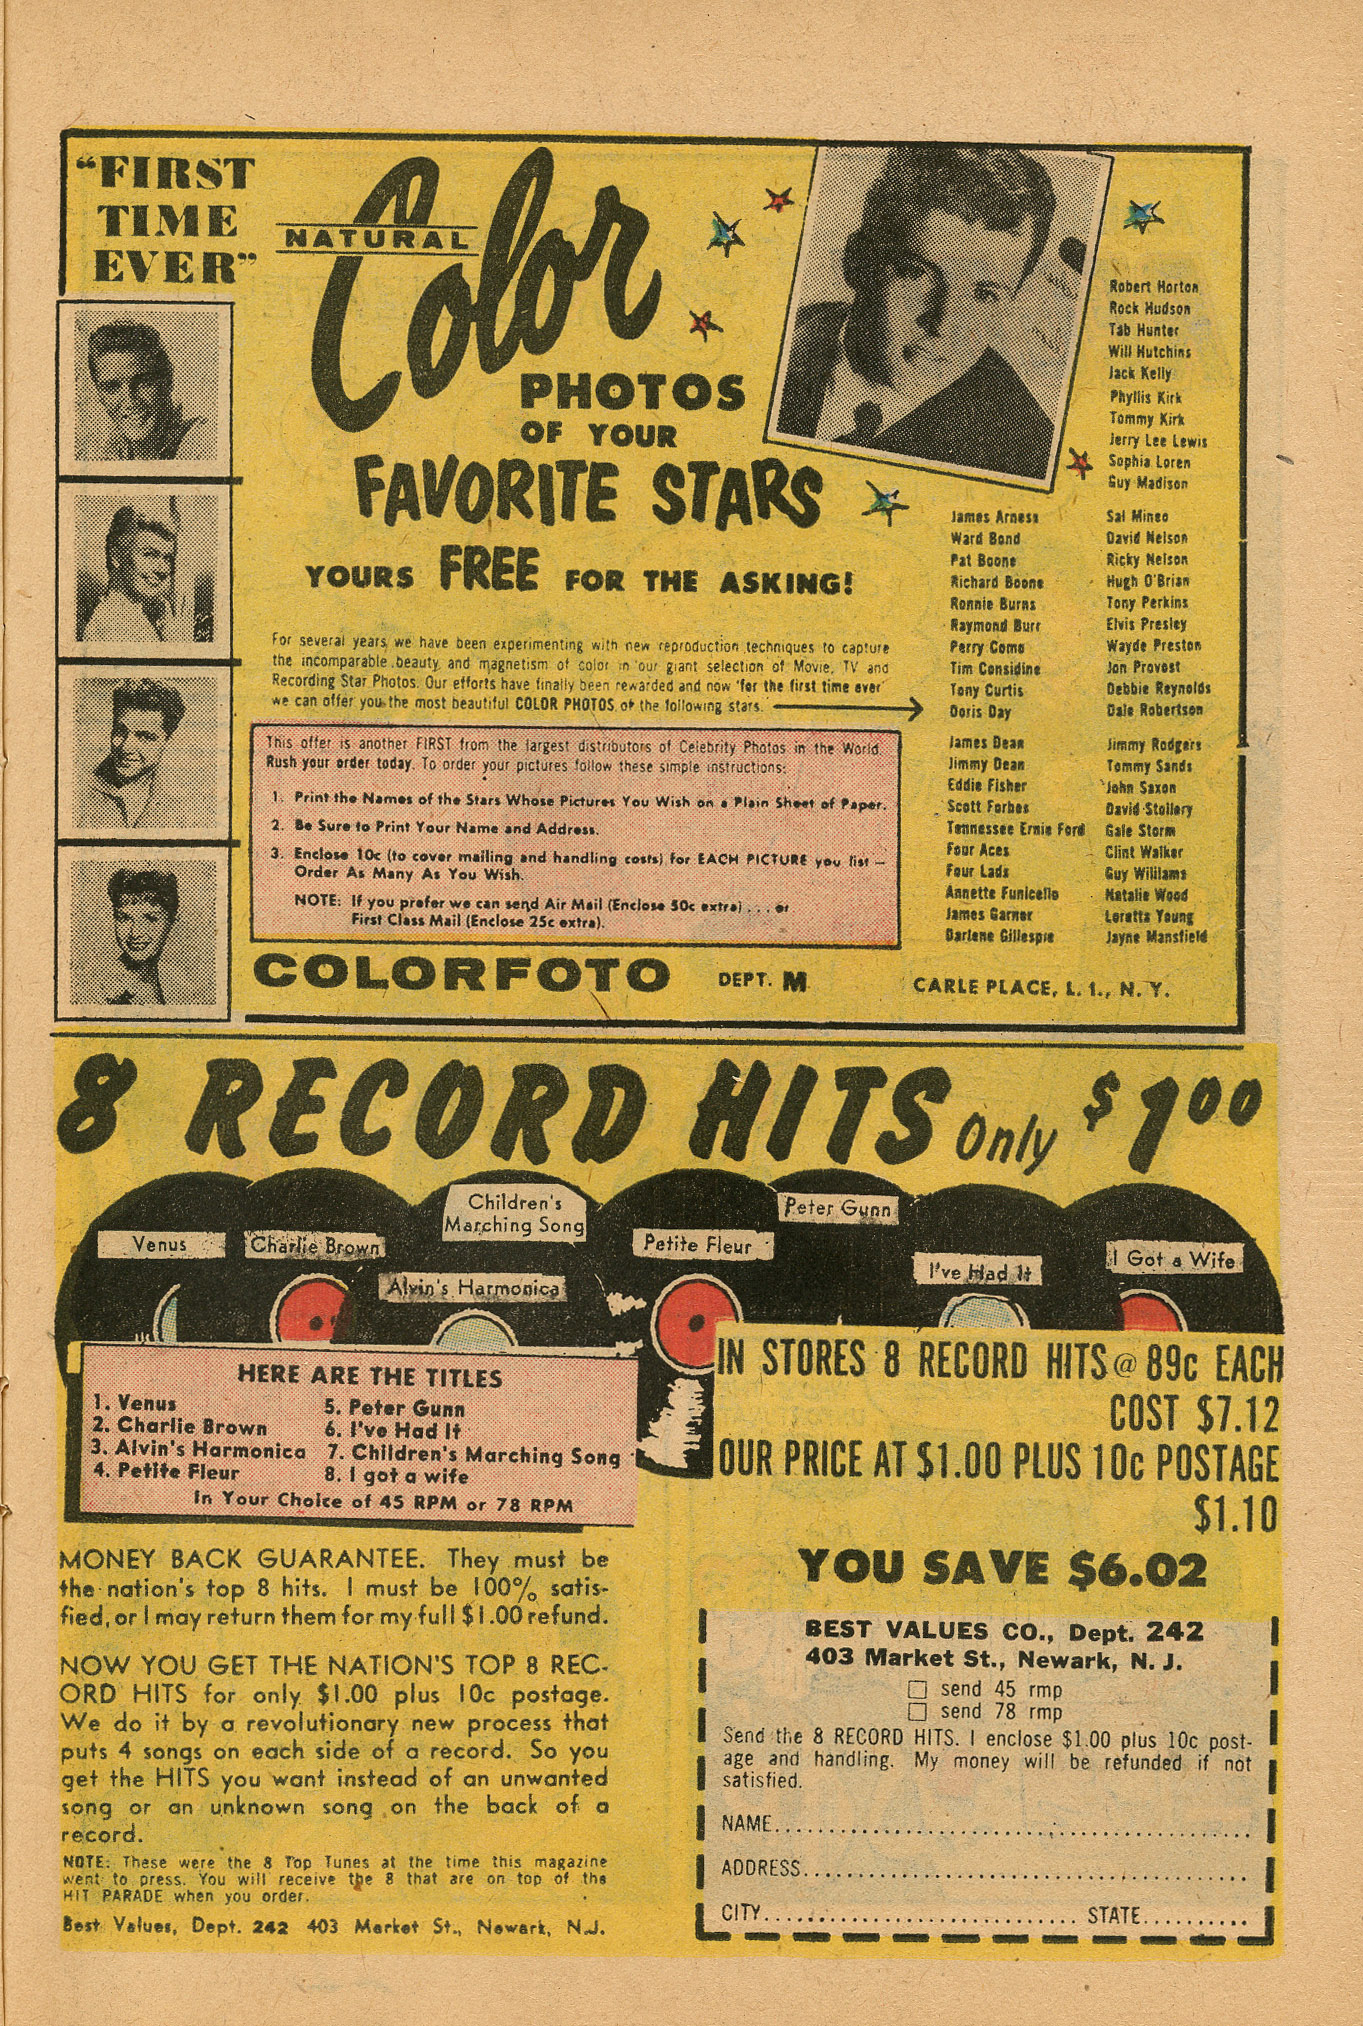 "FIRST
TIME
EVER"
NATURAL
Color
PHOTOS
OF YOUR
FAVORITE STARS
YOURS FREE FOR THE ASKING!
For several years we have been experimenting with new reproduction techniques to capture
the incomparable beauty and magnetism of color in our giant selection of Movie, TV and
Recording Star Photos. Our efforts have finally been rewarded and now 'for the first time ever'
we can offer you the most beautiful COLOR PHOTOS of the following stars.
This offer is another FIRST from the largest distributors of Celebrity Photos in the World.
Rush your order today. To order your pictures follow these simple instructions:
1. Print the Names of the Stars Whose Pictures You Wish on a Plain Sheet of Paper.
2. Be Sure to Print Your Name and Address.
3. Enclose 10c (to cover mailing and handling costs) for EACH PICTURE you list —
Order As Many As You Wish.
NOTE: If you prefer we can send Air Mail (Enclose 50c extra) . . . or
First Class Mail (Enclose 25c extra).
Robert Horton
Rock Hudson
Tab Hunter
Will Hutchins
Jack Kelly
Phyllis Kirk
Tommy Kirk
Jerry Lee Lewis
Sophia Loren
Guy Madison
James Arness
Ward Bond
Pat Boone
Richard Boone
Ronnie Burns
Raymond Burr
Perry Como
Tim Considine
Tony Curtis
Doris Day
James Dean
Jimmy Dean
Eddie Fisher
Scott Forbes
Tennessee Ernie Ford
Four Aces
Four Lads
Annette Funicello
James Garner
Darlene Gillespie
Sal Mineo
David Nelson
Ricky Nelson
Hugh O'Brian
Tony Perkins
Elvis Presley
Wayde Preston
Jon Provost
Debbie Reynolds
Dale Robertson
Jimmy Rodgers
Tommy Sands
John Saxon
David Stollery
Gale Storm
Clint Walker
Guy Wililams
Natalie Wood
Loretta Young
Jayne Mansfield
COLORFOTO DEPT. M CARLE PLACE, L. I., N. Y.
8 RECORD HITS Only $1.00
Venus
Charlie Brown
Children's
Marching Song
Alvin's Harmonica
Petite Fleur
Peter Gunn
I've Had It
I Got a Wife
HERE ARE THE TITLES
1. Venus
2. Charlie Brown
3. Alvin's Harmonica
4. Petite Fleur
5. Peter Gunn
6. I've Had It
7. Children's Marching Song
8. I got a wife
In Your Choice of 45 RPM or 78 RPM
IN STORES 8 RECORD HITS @ 89c EACH
COST $7.12
OUR PRICE AT $1.00 PLUS 10c POSTAGE
$1.10
YOU SAVE $6.02
MONEY BACK GUARANTEE. They must be
the nation's top 8 hits. I must be 100% satis-
fied, or I may return them for my full $1.00 refund.
NOW YOU GET THE NATION'S TOP 8 REC-
ORD HITS for only $1.00 plus 10c postage.
We do it by a revolutionary new process that
puts 4 songs on each side of a record. So you
get the HITS you want instead of an unwanted
song or an unknown song on the back of a
record.
NOTE: These were the 8 Top Tunes at the time this magazine
went to press. You will receive the 8 that are on top of the
HIT PARADE when you order.
Best Values, Dept. 242 403 Market St., Newark, N.J.
BEST VALUES CO., Dept. 242
403 Market St., Newark, N. J.
send 45 rmp
send 78 rmp
Send the 8 RECORD HITS. I enclose $1.00 plus 10c post-
age and handling. My money will be refunded if not
satisfied.
NAME
ADDRESS
CITY STATE